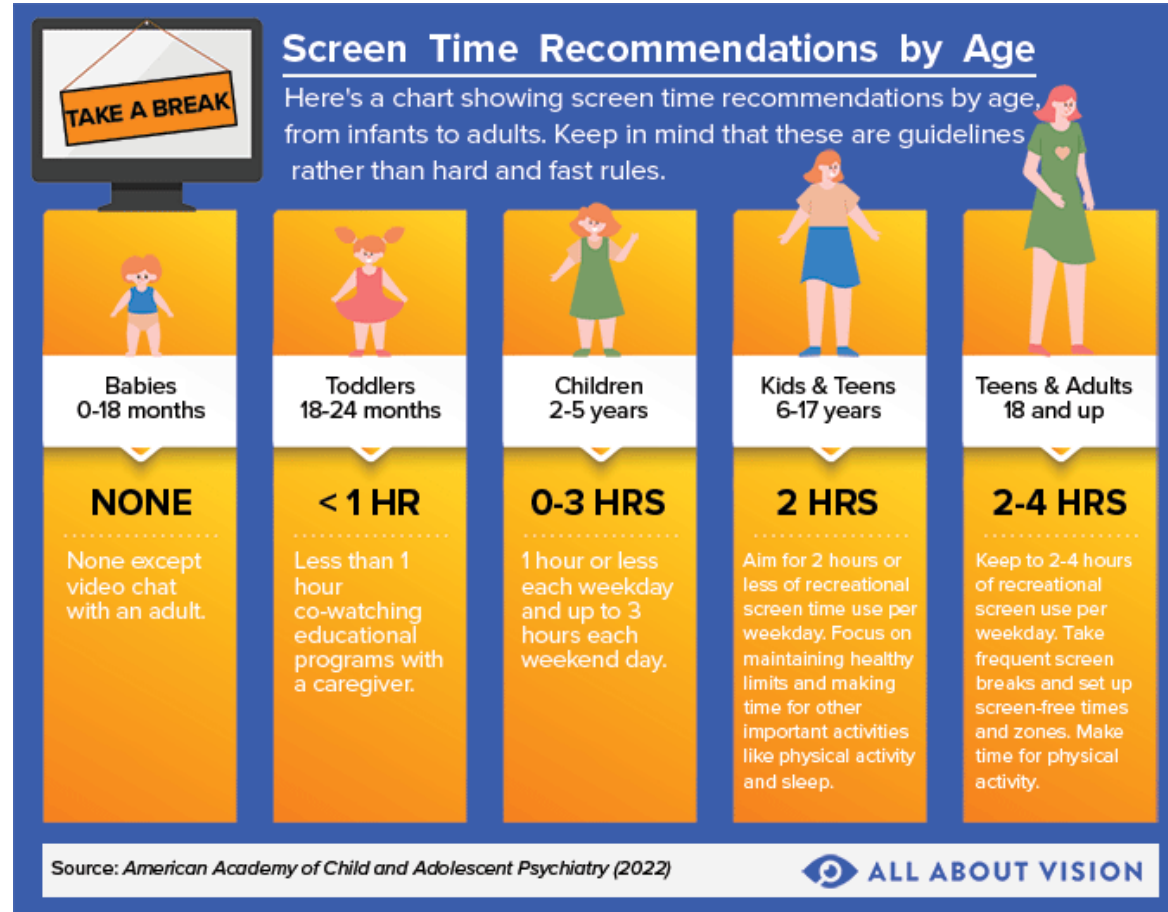 TAKE A BREAK
Screen Time Recommendations by Age
Here's a chart showing screen time recommendations by age,
from infants to adults. Keep in mind that these are guidelines
rather than hard and fast rules.
Babies
0-18 months
NONE
None except
video chat
with an adult.
Toddlers
18-24 months
< 1 HR
Less than 1
hour
co-watching
educational
programs with
a caregiver.
Children
2-5 years
0-3 HRS
1 hour or less
each weekday
and up to 3
hours each
weekend day.
Kids & Teens
6-17 years
2 HRS
Aim for 2 hours or
less of recreational
screen time use per
weekday. Focus on
maintaining healthy
limits and making
time for other
important activities
like physical activity
and sleep.
Teens & Adults
18 and up
2-4 HRS
Keep to 2-4 hours
of recreational
screen use per
weekday. Take
frequent screen
breaks and set up
screen-free times
and zones. Make
time for physical
activity.
Source: American Academy of Child and Adolescent Psychiatry (2022)
ALL ABOUT VISION